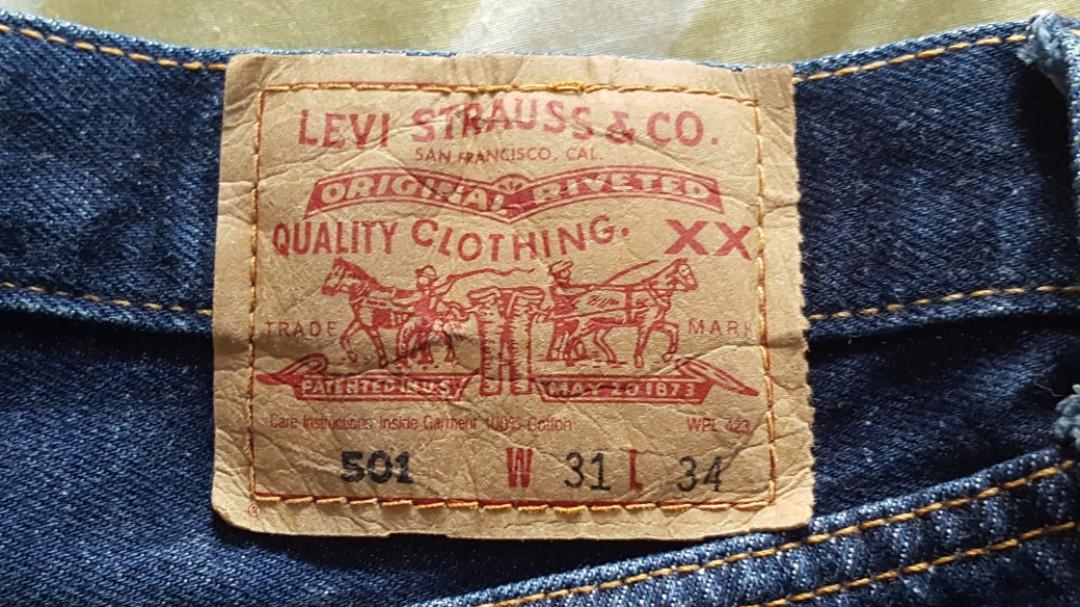 LEVI STRAUSS & CO.
SAN FRANCISCO, CAL.
ORIGINAL RIVETED
QUALITY CLOTHING. XX
TRADE MARK
PATENTED IN U.S. MAY 20 1873
Care Instructions Inside Garment 100% Cotton WPL 423
501 W 31 L 34
®